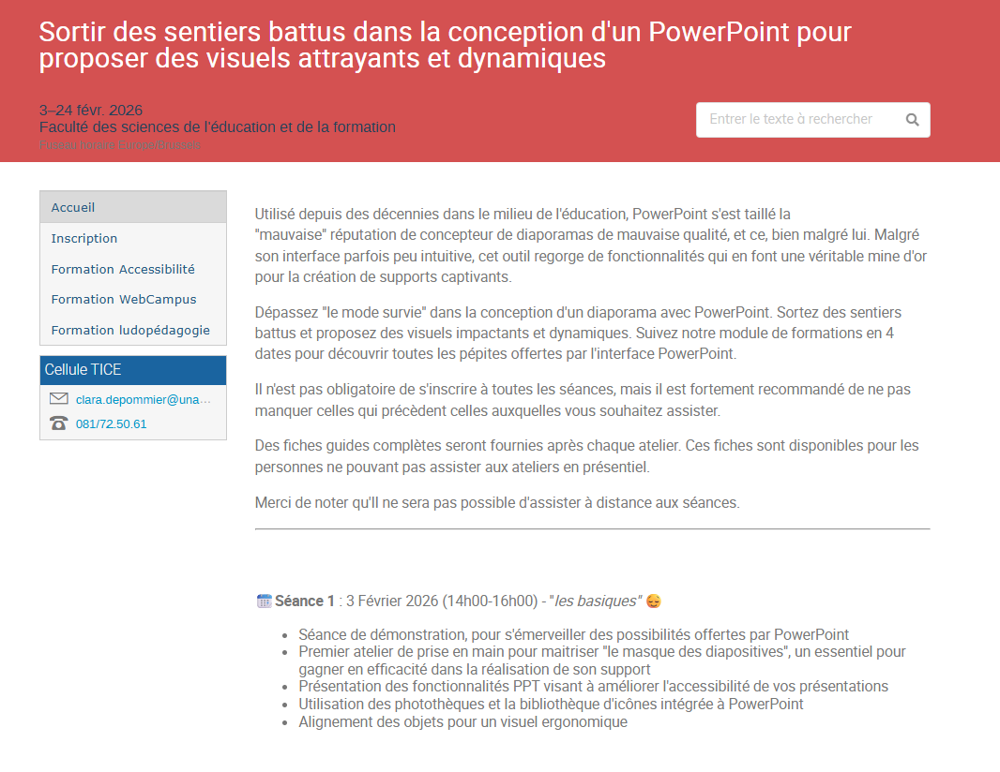 Sortir des sentiers battus dans la conception d'un PowerPoint pour
proposer des visuels attrayants et dynamiques
3–24 févr. 2026
Faculté des sciences de l'éducation et de la formation
Fuseau horaire Europe/Brussels
Entrer le texte à rechercher
Accueil
Inscription
Formation Accessibilité
Formation WebCampus
Formation ludopédagogie
Cellule TICE
clara.depommier@una...
081/72.50.61
Utilisé depuis des décennies dans le milieu de l'éducation, PowerPoint s'est taillé la
"mauvaise" réputation de concepteur de diaporamas de mauvaise qualité, et ce, bien malgré lui. Malgré
son interface parfois peu intuitive, cet outil regorge de fonctionnalités qui en font une véritable mine d'or
pour la création de supports captivants.
Dépassez "le mode survie" dans la conception d'un diaporama avec PowerPoint. Sortez des sentiers
battus et proposez des visuels impactants et dynamiques. Suivez notre module de formations en 4
dates pour découvrir toutes les pépites offertes par l'interface PowerPoint.
Il n'est pas obligatoire de s'inscrire à toutes les séances, mais il est fortement recommandé de ne pas
manquer celles qui précèdent celles auxquelles vous souhaitez assister.
Des fiches guides complètes seront fournies après chaque atelier. Ces fiches sont disponibles pour les
personnes ne pouvant pas assister aux ateliers en présentiel.
Merci de noter qu'Il ne sera pas possible d'assister à distance aux séances.
Séance 1 : 3 Février 2026 (14h00-16h00) - "les basiques"
• Séance de démonstration, pour s'émerveiller des possibilités offertes par PowerPoint
• Premier atelier de prise en main pour maitriser "le masque des diapositives", un essentiel pour
gagner en efficacité dans la réalisation de son support
• Présentation des fonctionnalités PPT visant à améliorer l'accessibilité de vos présentations
• Utilisation des photothèques et la bibliothèque d'icônes intégrée à PowerPoint
• Alignement des objets pour un visuel ergonomique